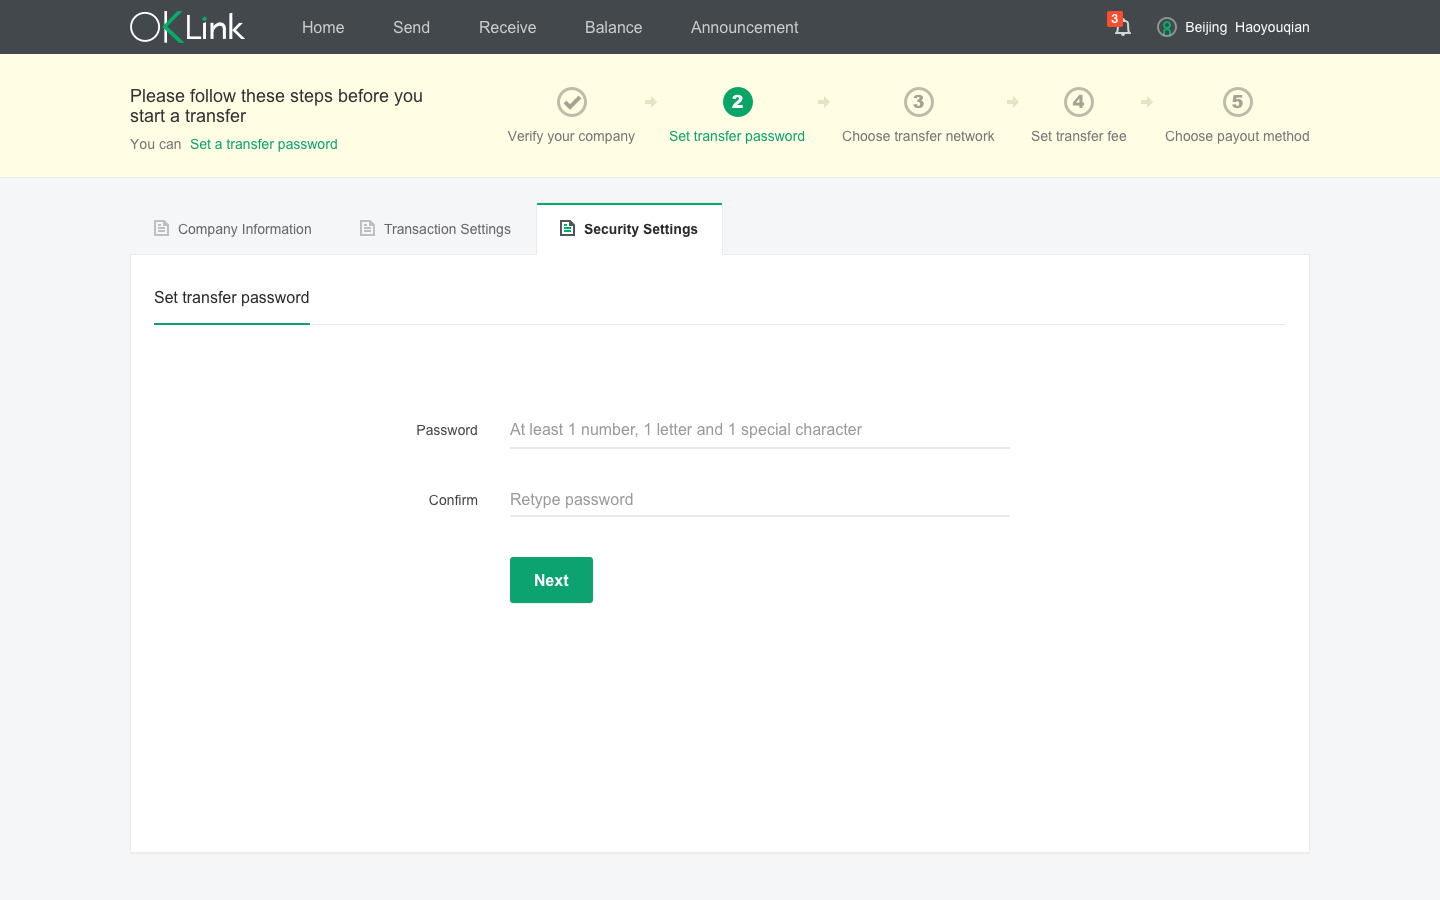 OKLink
Home
Send
Receive
Balance
Announcement
3
Beijing Haoyouqian
Please follow these steps before you
start a transfer
You can Set a transfer password
Verify your company
2
Set transfer password
3
Choose transfer network
4
Set transfer fee
5
Choose payout method
Company Information
Transaction Settings
Security Settings
Set transfer password
Password
At least 1 number, 1 letter and 1 special character
Confirm
Retype password
Next